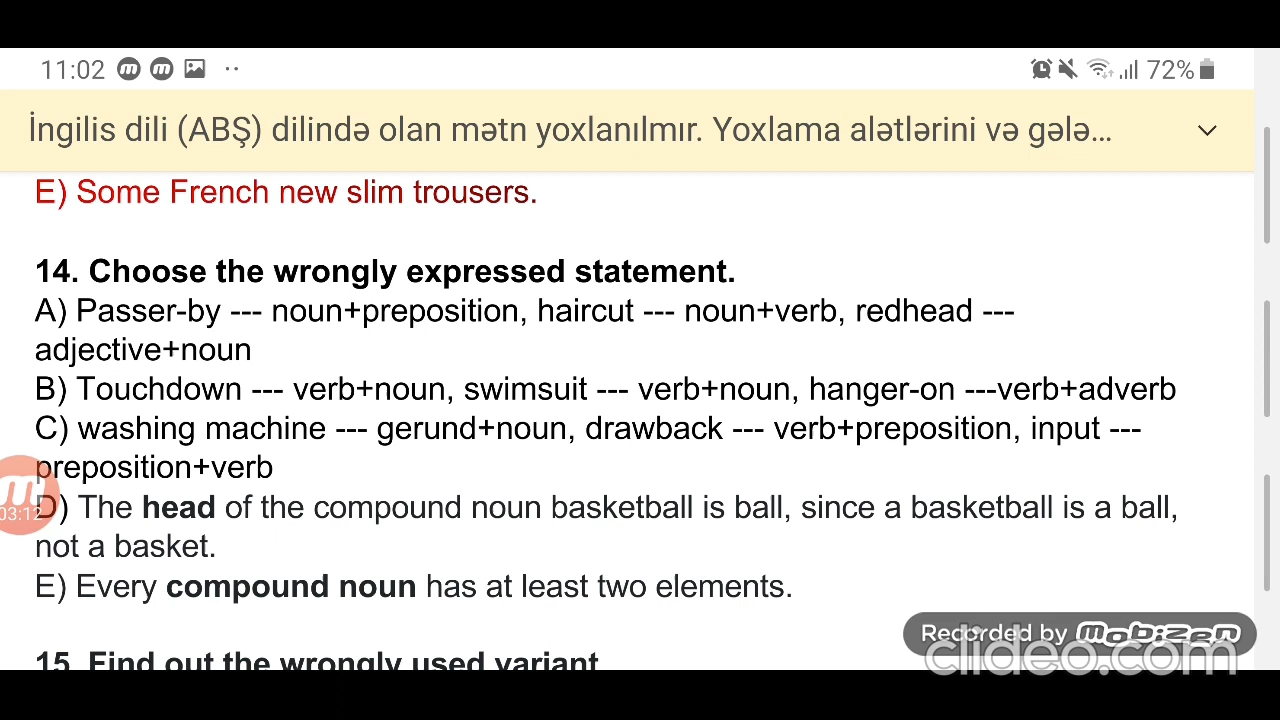 11:02 72%
İngilis dili (ABŞ) dilində olan mətn yoxlanılmır. Yoxlama alətlərini və gələ...
E) Some French new slim trousers.
14. Choose the wrongly expressed statement.
A) Passer-by --- noun+preposition, haircut --- noun+verb, redhead ---
adjective+noun
B) Touchdown --- verb+noun, swimsuit --- verb+noun, hanger-on ---verb+adverb
C) washing machine --- gerund+noun, drawback --- verb+preposition, input ---
preposition+verb
03:12
D) The head of the compound noun basketball is ball, since a basketball is a ball,
not a basket.
E) Every compound noun has at least two elements.
Recorded by mobizen
clideo.com
15. Find out the wrongly used variant